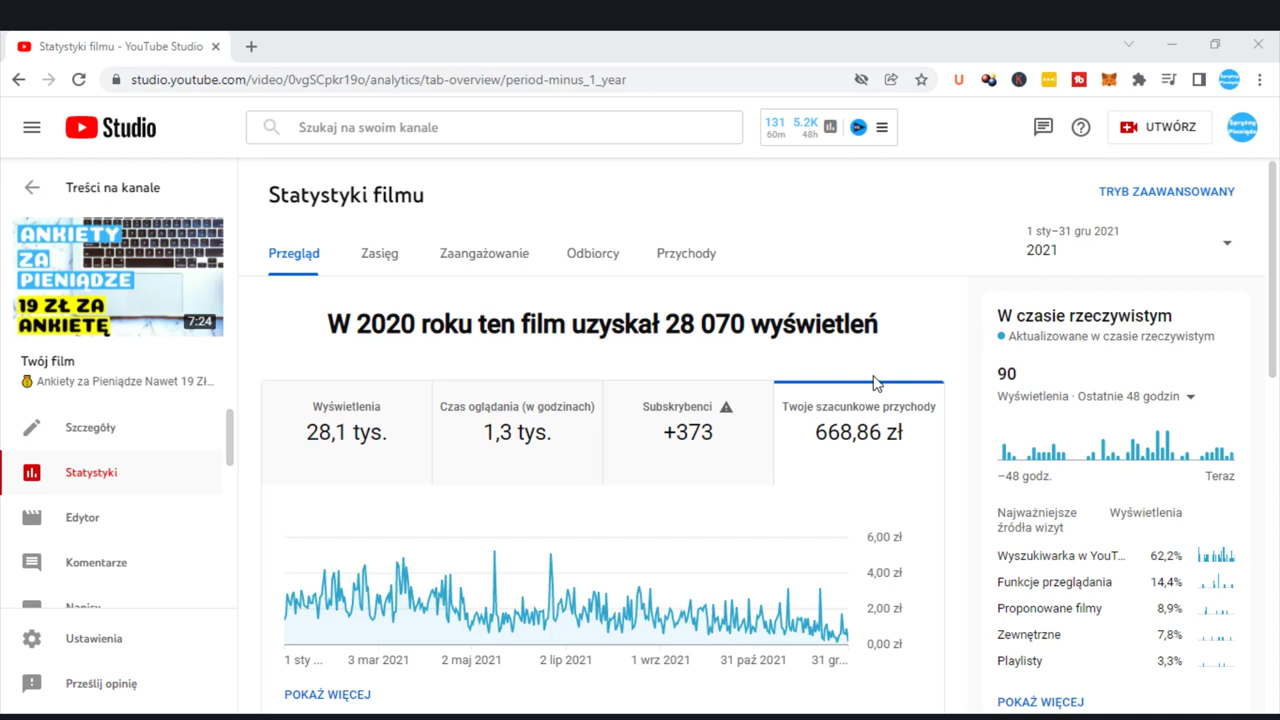 Statystyki filmu - YouTube Studio
studio.youtube.com/video/0vgSCpkr19o/analytics/tab-overview/period-minus_1_year
Studio
Szukaj na swoim kanale
131 5.2K
60m 48h
UTWÓRZ
Sprytny Pieniądz
Treści na kanale
ANKIETY
ZA
PIENIĄDZE
19 ZŁ ZA
ANKIETĘ
7:24
Twój film
Ankiety za Pieniądze Nawet 19 Zł...
Szczegóły
Statystyki
Edytor
Komentarze
Napisy
Ustawienia
Prześlij opinię
Statystyki filmu
TRYB ZAAWANSOWANY
1 sty–31 gru 2021
2021
Przegląd Zasięg Zaangażowanie Odbiorcy Przychody
W 2020 roku ten film uzyskał 28 070 wyświetleń
Wyświetlenia
28,1 tys.
Czas oglądania (w godzinach)
1,3 tys.
Subskrybenci
+373
Twoje szacunkowe przychody
668,86 zł
6,00 zł
4,00 zł
2,00 zł
0,00 zł
1 sty ... 3 mar 2021 2 maj 2021 2 lip 2021 1 wrz 2021 31 paź 2021 31 gr...
POKAŻ WIĘCEJ
W czasie rzeczywistym
Aktualizowane w czasie rzeczywistym
90
Wyświetlenia · Ostatnie 48 godzin
−48 godz. Teraz
Najważniejsze źródła wizyt Wyświetlenia
Wyszukiwarka w YouT... 62,2%
Funkcje przeglądania 14,4%
Proponowane filmy 8,9%
Zewnętrzne 7,8%
Playlisty 3,3%
POKAŻ WIĘCEJ